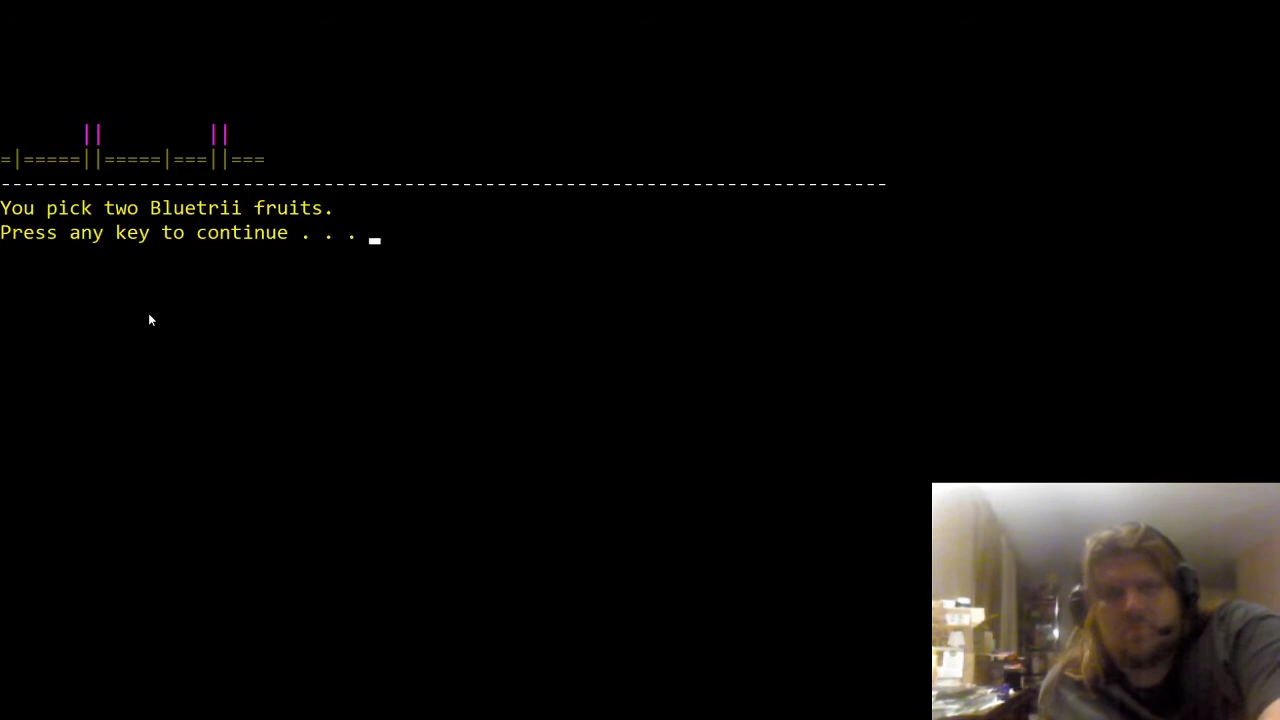 ||         ||
=|=====||=====|===||===
-----------------------------------------------------------------------------
You pick two Bluetrii fruits.
Press any key to continue . . .